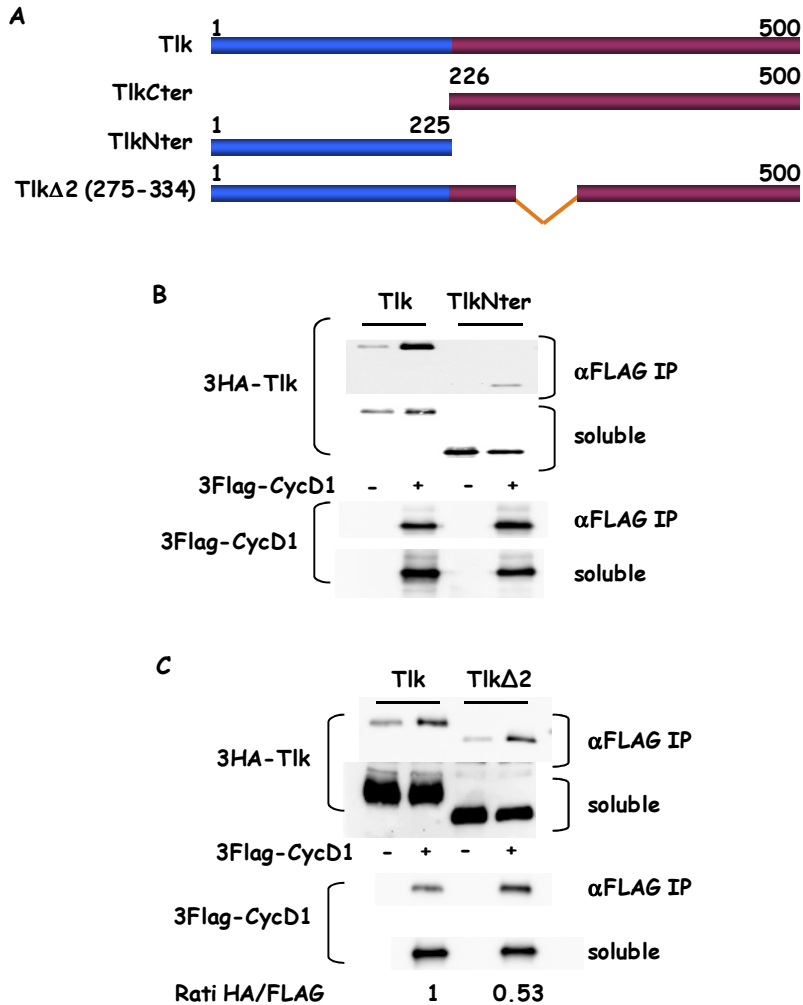 A
1 500
Tlk
226 500
TlkCter
1 225
TlkNter
1 500
TlkΔ2 (275-334)
B
Tlk TlkNter
3HA-Tlk
αFLAG IP
soluble
3Flag-CycD1 - + - +
3Flag-CycD1
αFLAG IP
soluble
C
Tlk TlkΔ2
3HA-Tlk
αFLAG IP
soluble
3Flag-CycD1 - + - +
3Flag-CycD1
αFLAG IP
soluble
Rati HA/FLAG 1 0.53